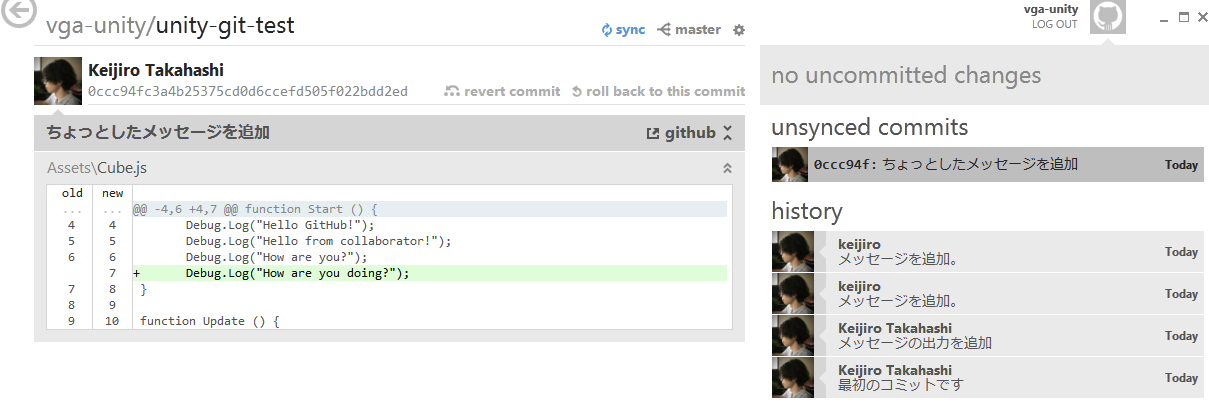 vga-unity/unity-git-test
sync master
Keijiro Takahashi
0ccc94fc3a4b25375cd0d6ccefd505f022bdd2ed revert commit roll back to this commit
ちょっとしたメッセージを追加 github
Assets\Cube.js
old new
... ... @@ -4,6 +4,7 @@ function Start () {
4 4 Debug.Log("Hello GitHub!");
5 5 Debug.Log("Hello from collaborator!");
6 6 Debug.Log("How are you?");
7 + Debug.Log("How are you doing?");
7 8 }
8 9
9 10 function Update () {
vga-unity
LOG OUT
no uncommitted changes
unsynced commits
0ccc94f: ちょっとしたメッセージを追加 Today
history
keijiro
メッセージを追加。 Today
keijiro
メッセージを追加。 Today
Keijiro Takahashi
メッセージの出力を追加 Today
Keijiro Takahashi
最初のコミットです Today